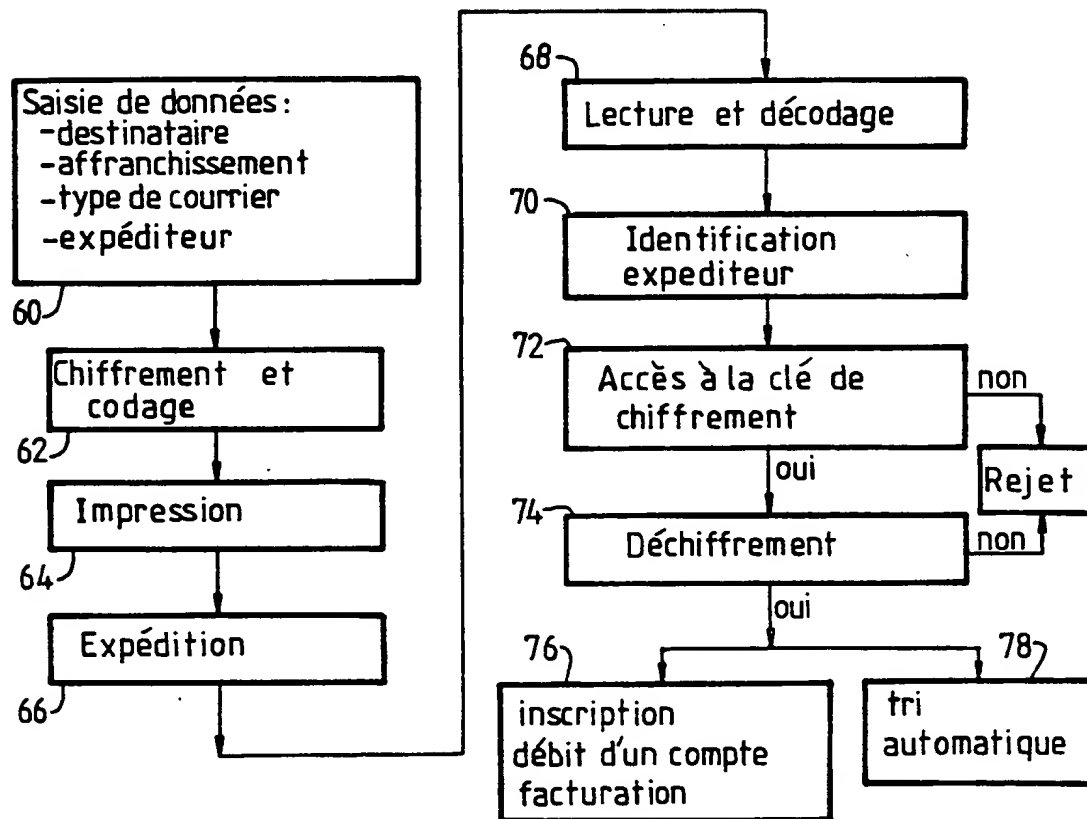 Saisie de données:
-destinataire
-affranchissement
-type de courrier
-expéditeur
60
Chiffrement et
codage
62
Impression
64
Expédition
66
68
Lecture et décodage
70
Identification
expéditeur
72
Accès à la clé de
chiffrement
non
oui
Rejet
74
Déchiffrement
non
oui
76
inscription
débit d'un compte
facturation
78
tri
automatique